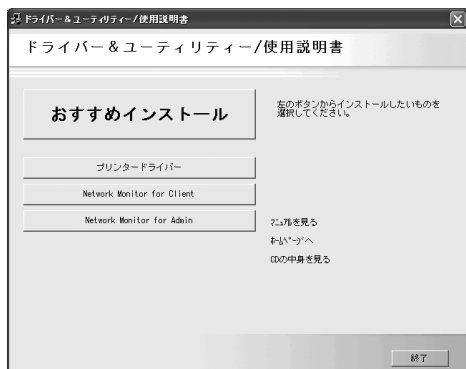 ドライバー&ユーティリティー/使用説明書
ドライバー&ユーティリティー/使用説明書
おすすめインストール
左のボタンからインストールしたいものを
選択してください。
プリンタードライバー
Network Monitor for Client
Network Monitor for Admin
ﾏﾆｭｱﾙを見る
ﾎｰﾑﾍﾟｰｼﾞへ
CDの中身を見る
終了